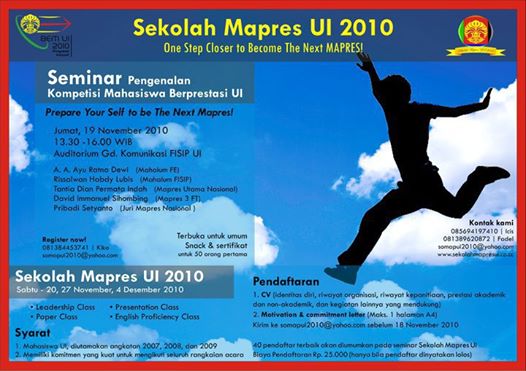 BEM UI
2010
Sekolah Mapres UI 2010
One Step Closer to Become The Next MAPRES!
Seminar Pengenalan
Kompetisi Mahasiswa Berprestasi UI
Prepare Your Self to be The Next Mapres!
Jumat, 19 November 2010
13.30 -16.00 WIB
Auditorium Gd. Komunikasi FISIP UI
A. A. Ayu Ratna Dewi (Mahalum FE)
Rissalwan Habdy Lubis (Mahalum FISIP)
Tantia Dian Permata Indah (Mapres Utama Nasional)
David Immanuel Sihombing (Mapres 3 FT)
Pribadi Setyanto (Juri Mapres Nasional)
Register now!
081384453741 | Kiko
somapui2010@yahoo.com
Terbuka untuk umum
Snack & sertifikat
untuk 50 orang pertama
Kontak kami
085694197410 | Icis
081389620872 | Fadel
somapui2010@yahoo.com
www.sekolahmapresui.co.cc
Sekolah Mapres UI 2010
Sabtu - 20, 27 November, 4 Desember 2010
• Leadership Class
• Presentation Class
• Paper Class
• English Proficiency Class
Syarat
1. Mahasiswa UI, diutamakan angkatan 2007, 2008, dan 2009
2. Memiliki komitmen yang kuat untuk mengikuti seluruh rangkaian acara
Pendaftaran
1. CV (identitas diri, riwayat organisasi, riwayat kepanitiaan, prestasi akademik
dan non-akademik, dan kegiatan lainnya yang mendukung)
2. Motivation & commitment letter (Maks. 1 halaman A4)
Kirim ke somapui2010@yahoo.com sebelum 18 November 2010
40 pendaftar terbaik akan diumumkan pada seminar Sekolah Mapres UI
Biaya Pendaftaran Rp. 25.000 (hanya bila pendaftar dinyatakan lolos)